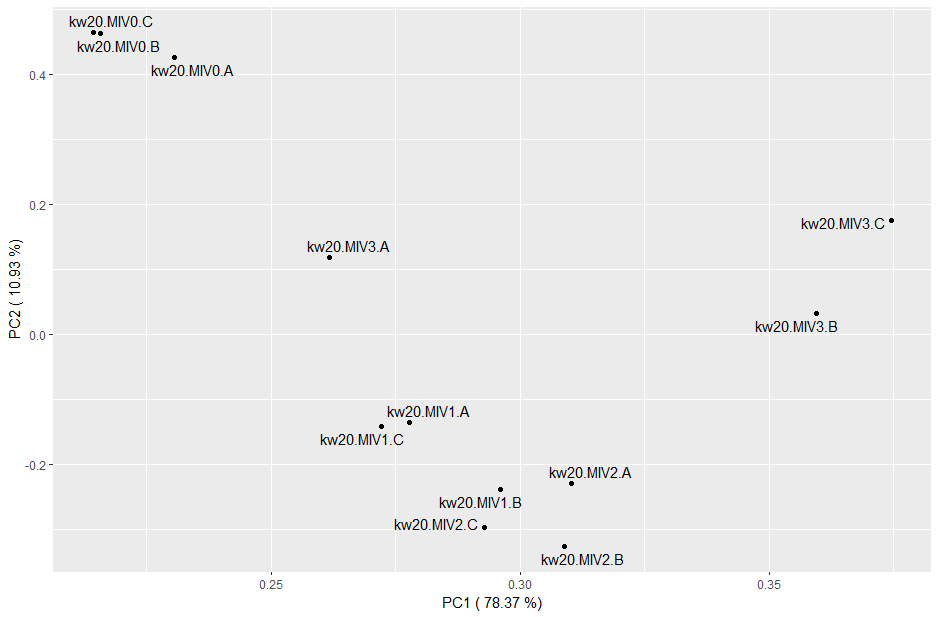 kw20.MIV0.C
kw20.MIV0.B
kw20.MIV0.A
0.4
0.2
kw20.MIV3.C
kw20.MIV3.A
PC2 ( 10.93 %)
kw20.MIV3.B
0.0
kw20.MIV1.A
kw20.MIV1.C
-0.2
kw20.MIV2.A
kw20.MIV1.B
kw20.MIV2.C
kw20.MIV2.B
0.25
0.30
0.35
PC1 ( 78.37 %)